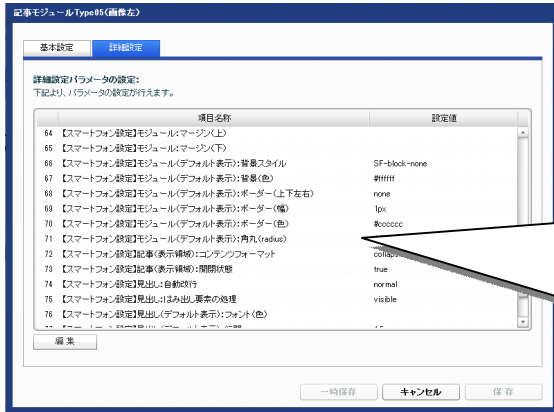 記事モジュールType05(画像左)
基本設定 詳細設定
詳細設定パラメータの設定:
下記より、パラメータの設定が行えます。
項目名称 設定値
64 【スマートフォン設定】モジュール:マージン(上)
65 【スマートフォン設定】モジュール:マージン(下)
66 【スマートフォン設定】モジュール(デフォルト表示):背景スタイル SF-block-none
67 【スマートフォン設定】モジュール(デフォルト表示):背景(色) #ffffff
68 【スマートフォン設定】モジュール(デフォルト表示):ボーダー(上下左右) none
69 【スマートフォン設定】モジュール(デフォルト表示):ボーダー(幅) 1px
70 【スマートフォン設定】モジュール(デフォルト表示):ボーダー(色) #cccccc
71 【スマートフォン設定】モジュール(デフォルト表示):角丸(radius)
72 【スマートフォン設定】記事(表示領域):コンテンツフォーマット collaps
73 【スマートフォン設定】記事(表示領域):開閉状態 true
74 【スマートフォン設定】見出し:自動改行 normal
75 【スマートフォン設定】見出し:はみ出し要素の処理 visible
76 【スマートフォン設定】見出し(デフォルト表示):フォント(色)
編集
一時保存 キャンセル 保存